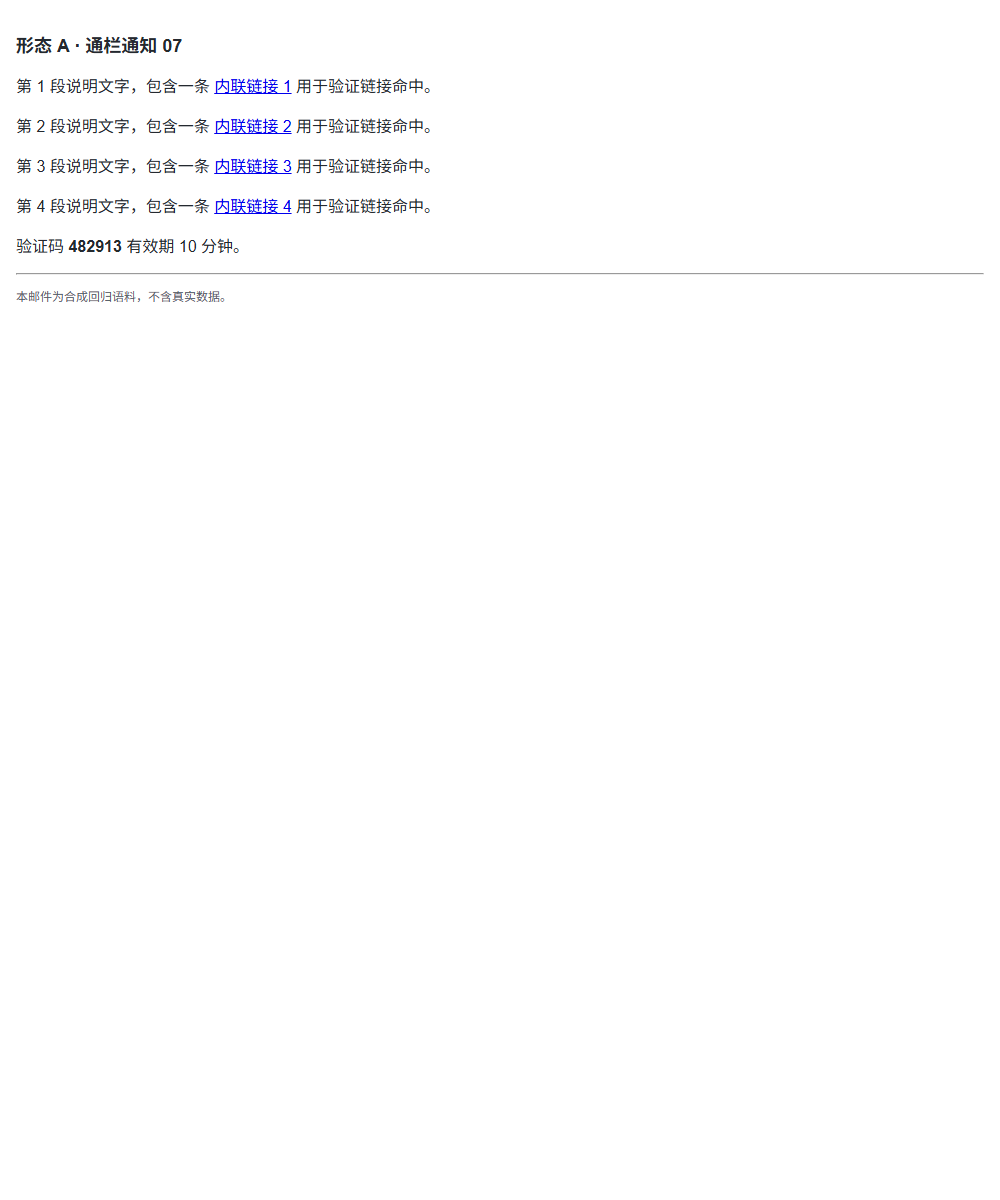 形态 A · 通栏通知 07
第 1 段说明文字，包含一条 内联链接 1 用于验证链接命中。
第 2 段说明文字，包含一条 内联链接 2 用于验证链接命中。
第 3 段说明文字，包含一条 内联链接 3 用于验证链接命中。
第 4 段说明文字，包含一条 内联链接 4 用于验证链接命中。
验证码 482913 有效期 10 分钟。
本邮件为合成回归语料，不含真实数据。